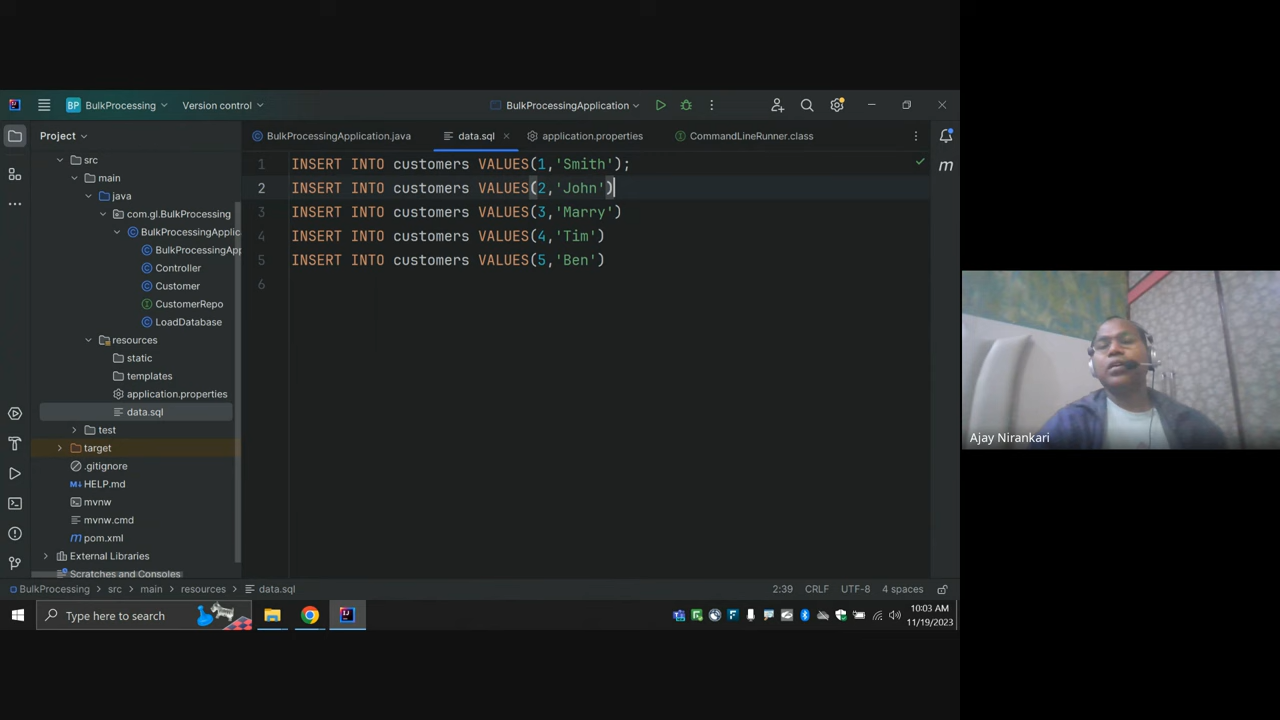 BP BulkProcessing Version control BulkProcessingApplication
Project BulkProcessingApplication.java data.sql application.properties CommandLineRunner.class
src
main
java
com.gl.BulkProcessing
BulkProcessingApplic
BulkProcessingAp
Controller
Customer
CustomerRepo
LoadDatabase
resources
static
templates
application.properties
data.sql
test
target
.gitignore
HELP.md
mvnw
mvnw.cmd
pom.xml
External Libraries
Scratches and Consoles
1 INSERT INTO customers VALUES(1,'Smith');
2 INSERT INTO customers VALUES(2,'John')
3 INSERT INTO customers VALUES(3,'Marry')
4 INSERT INTO customers VALUES(4,'Tim')
5 INSERT INTO customers VALUES(5,'Ben')
6
m
Ajay Nirankari
BulkProcessing > src > main > resources > data.sql 2:39 CRLF UTF-8 4 spaces
Type here to search
10:03 AM
11/19/2023